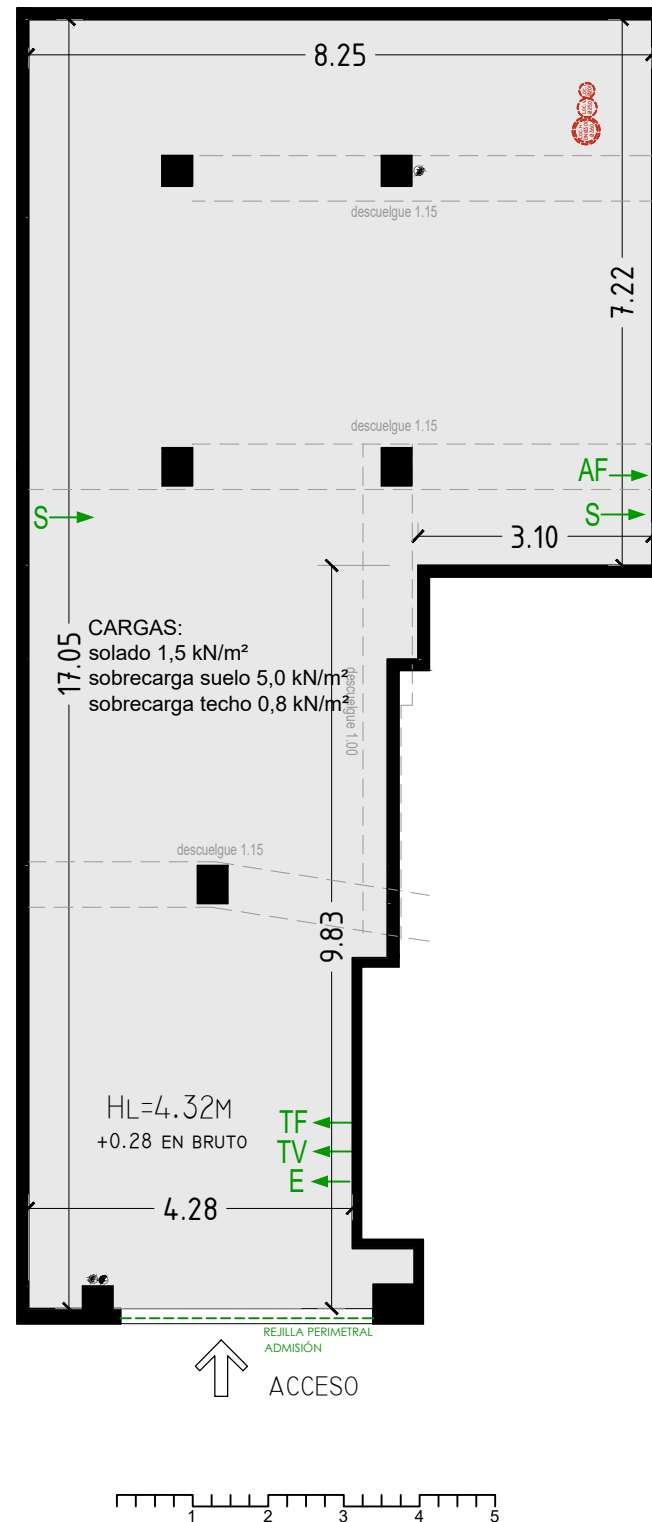 8.25
descuelgue 1.15
7.22
descuelgue 1.15
AF
S
S
3.10
17.05
CARGAS:
solado 1,5 kN/m²
sobrecarga suelo 5,0 kN/m²
sobrecarga techo 0,8 kN/m²
descuelgue 1.00
descuelgue 1.15
9.83
HL=4.32M
+0.28 EN BRUTO
TF
TV
E
4.28
REJILLA PERIMETRAL
ADMISIÓN
ACCESO
1 2 3 4 5